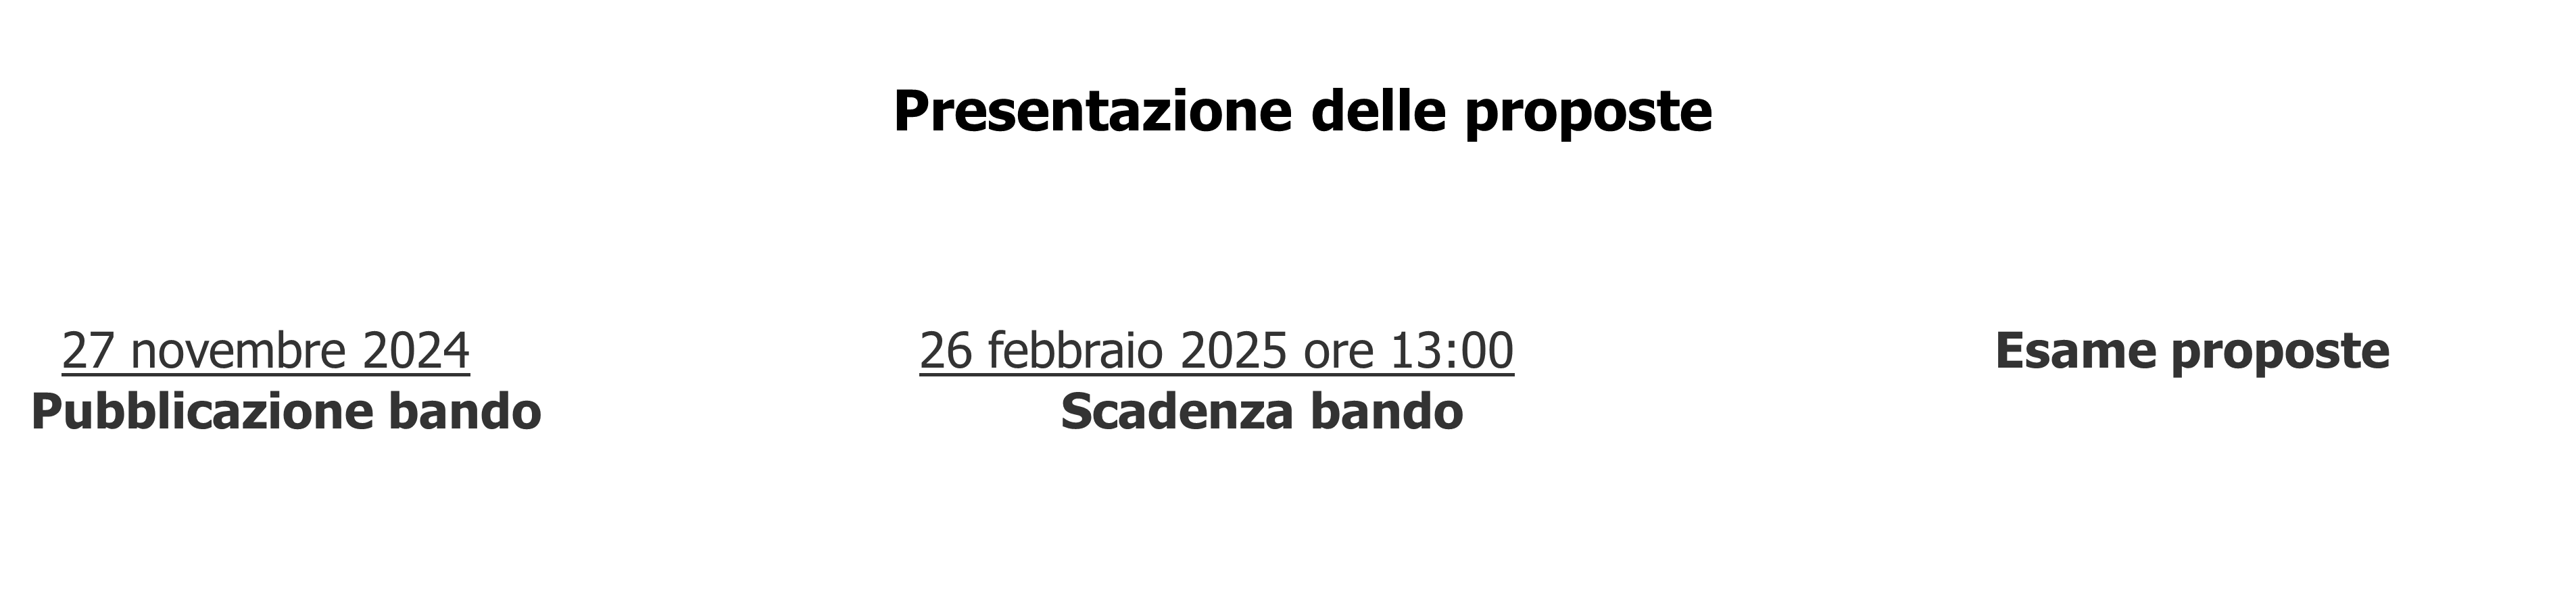 Presentazione delle proposte
27 novembre 2024
Pubblicazione bando
26 febbraio 2025 ore 13:00
Scadenza bando
Esame proposte